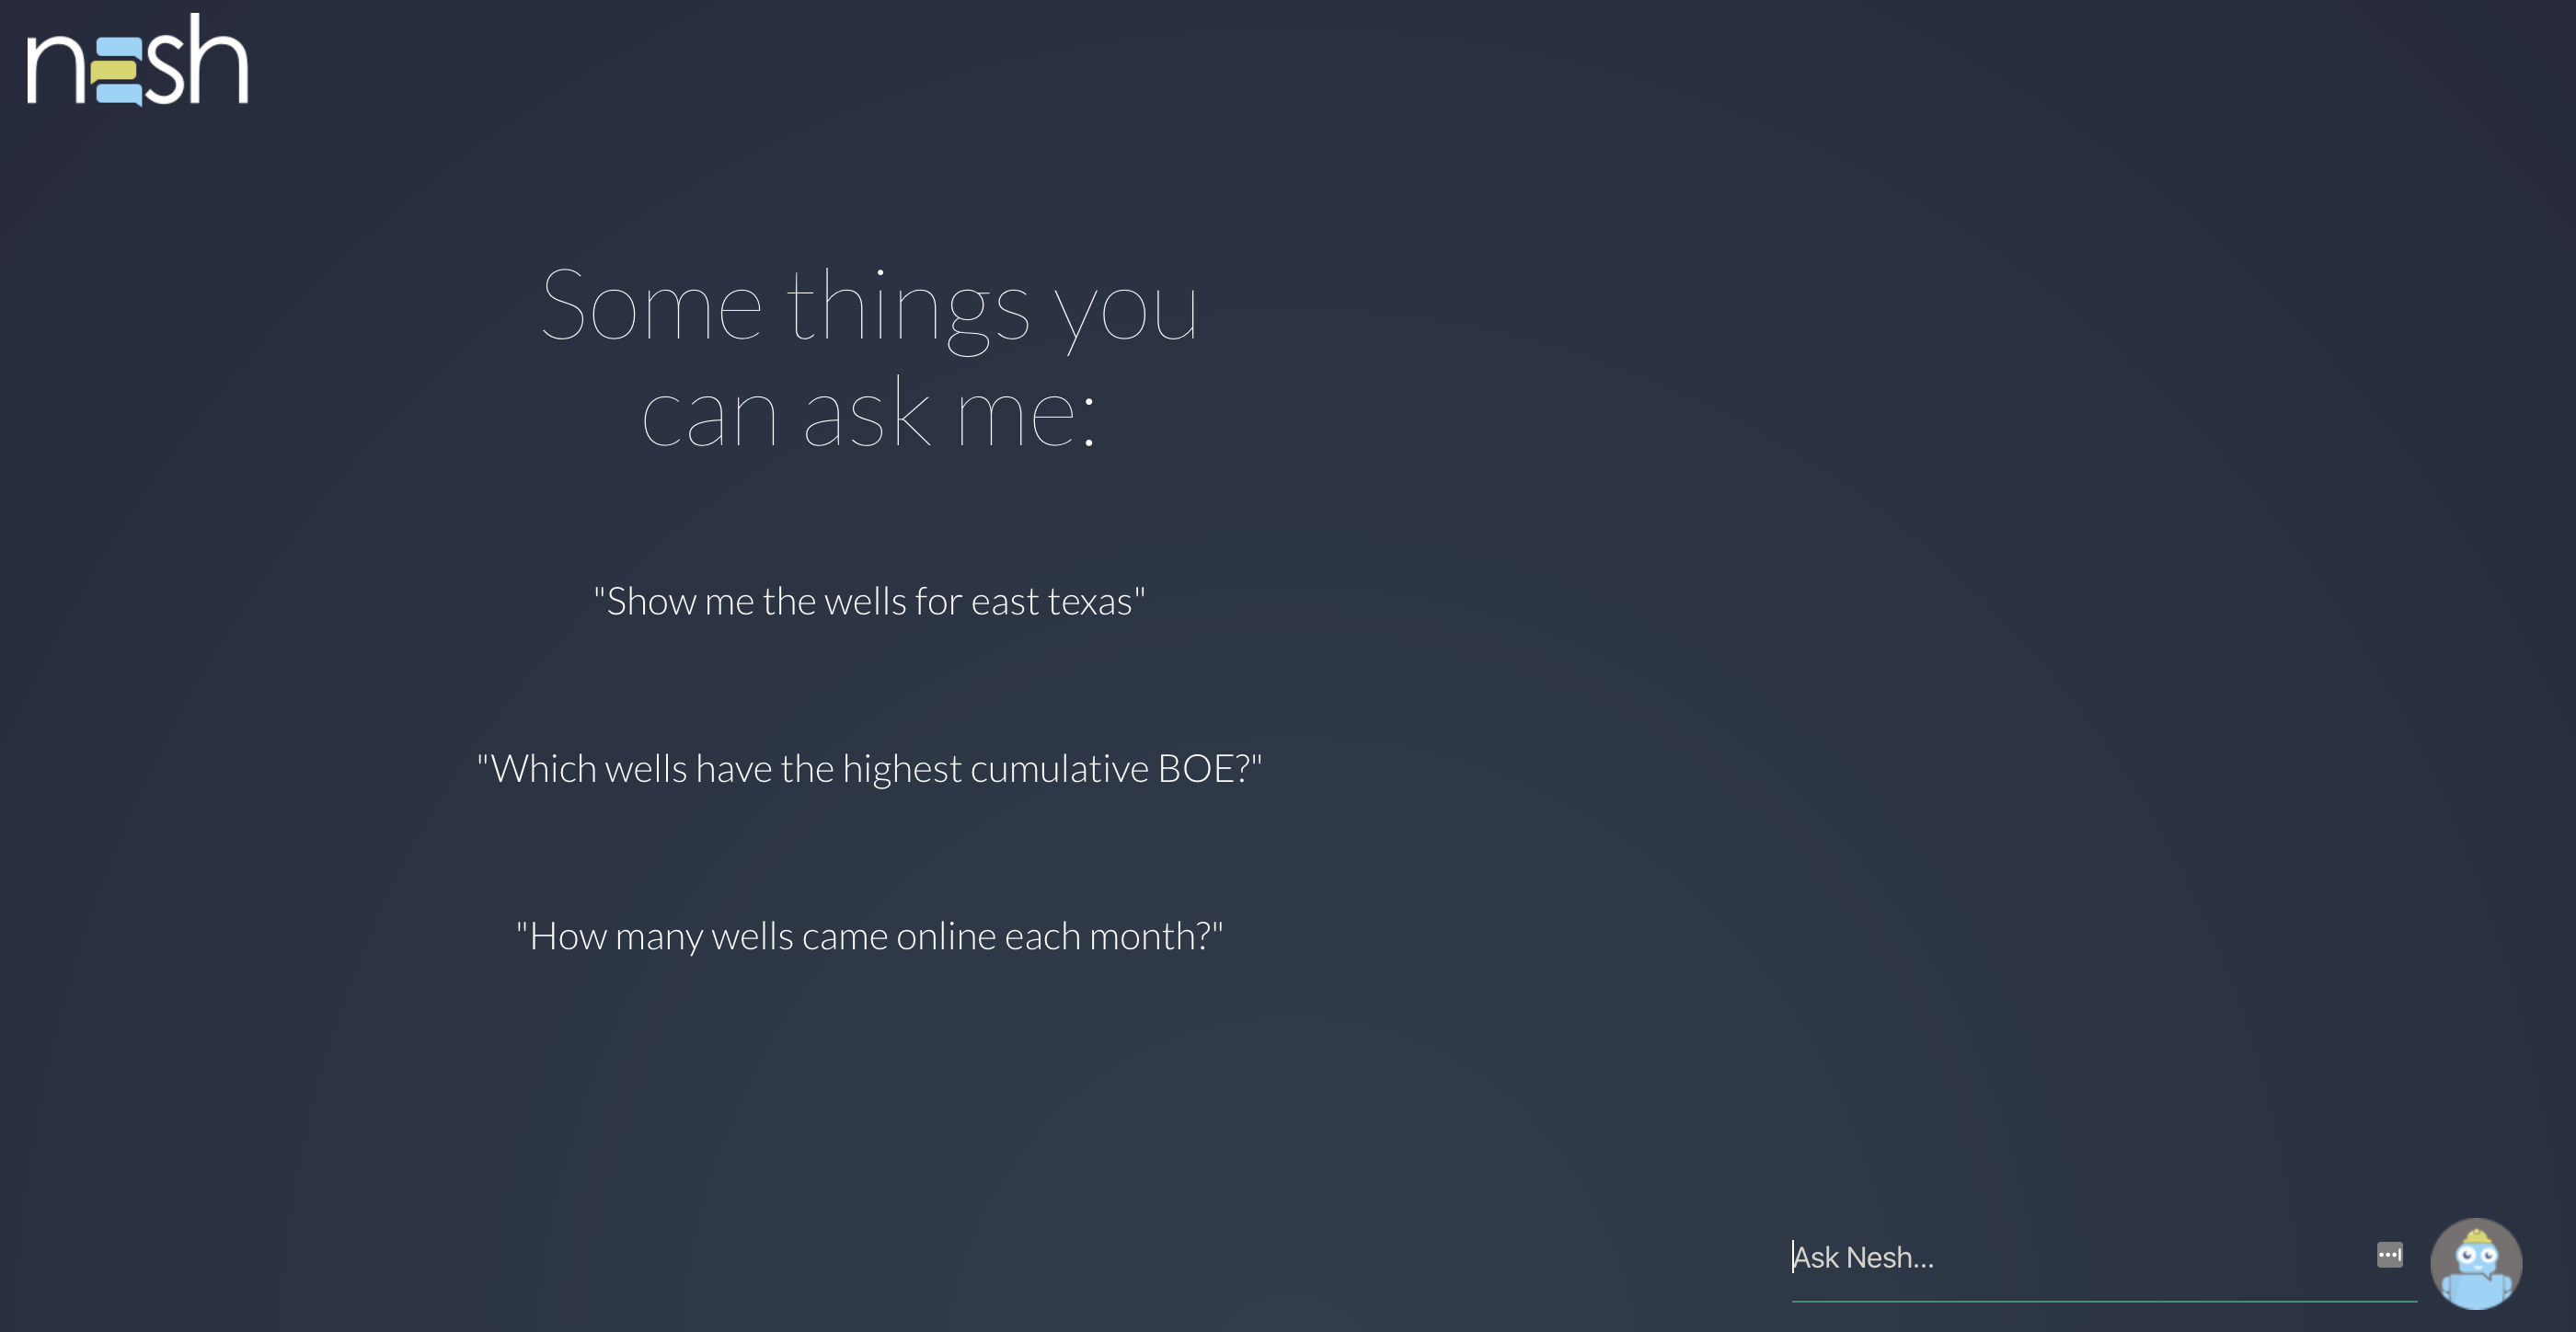 nesh
Some things you
can ask me:
"Show me the wells for east texas"
"Which wells have the highest cumulative BOE?"
"How many wells came online each month?"
Ask Nesh...